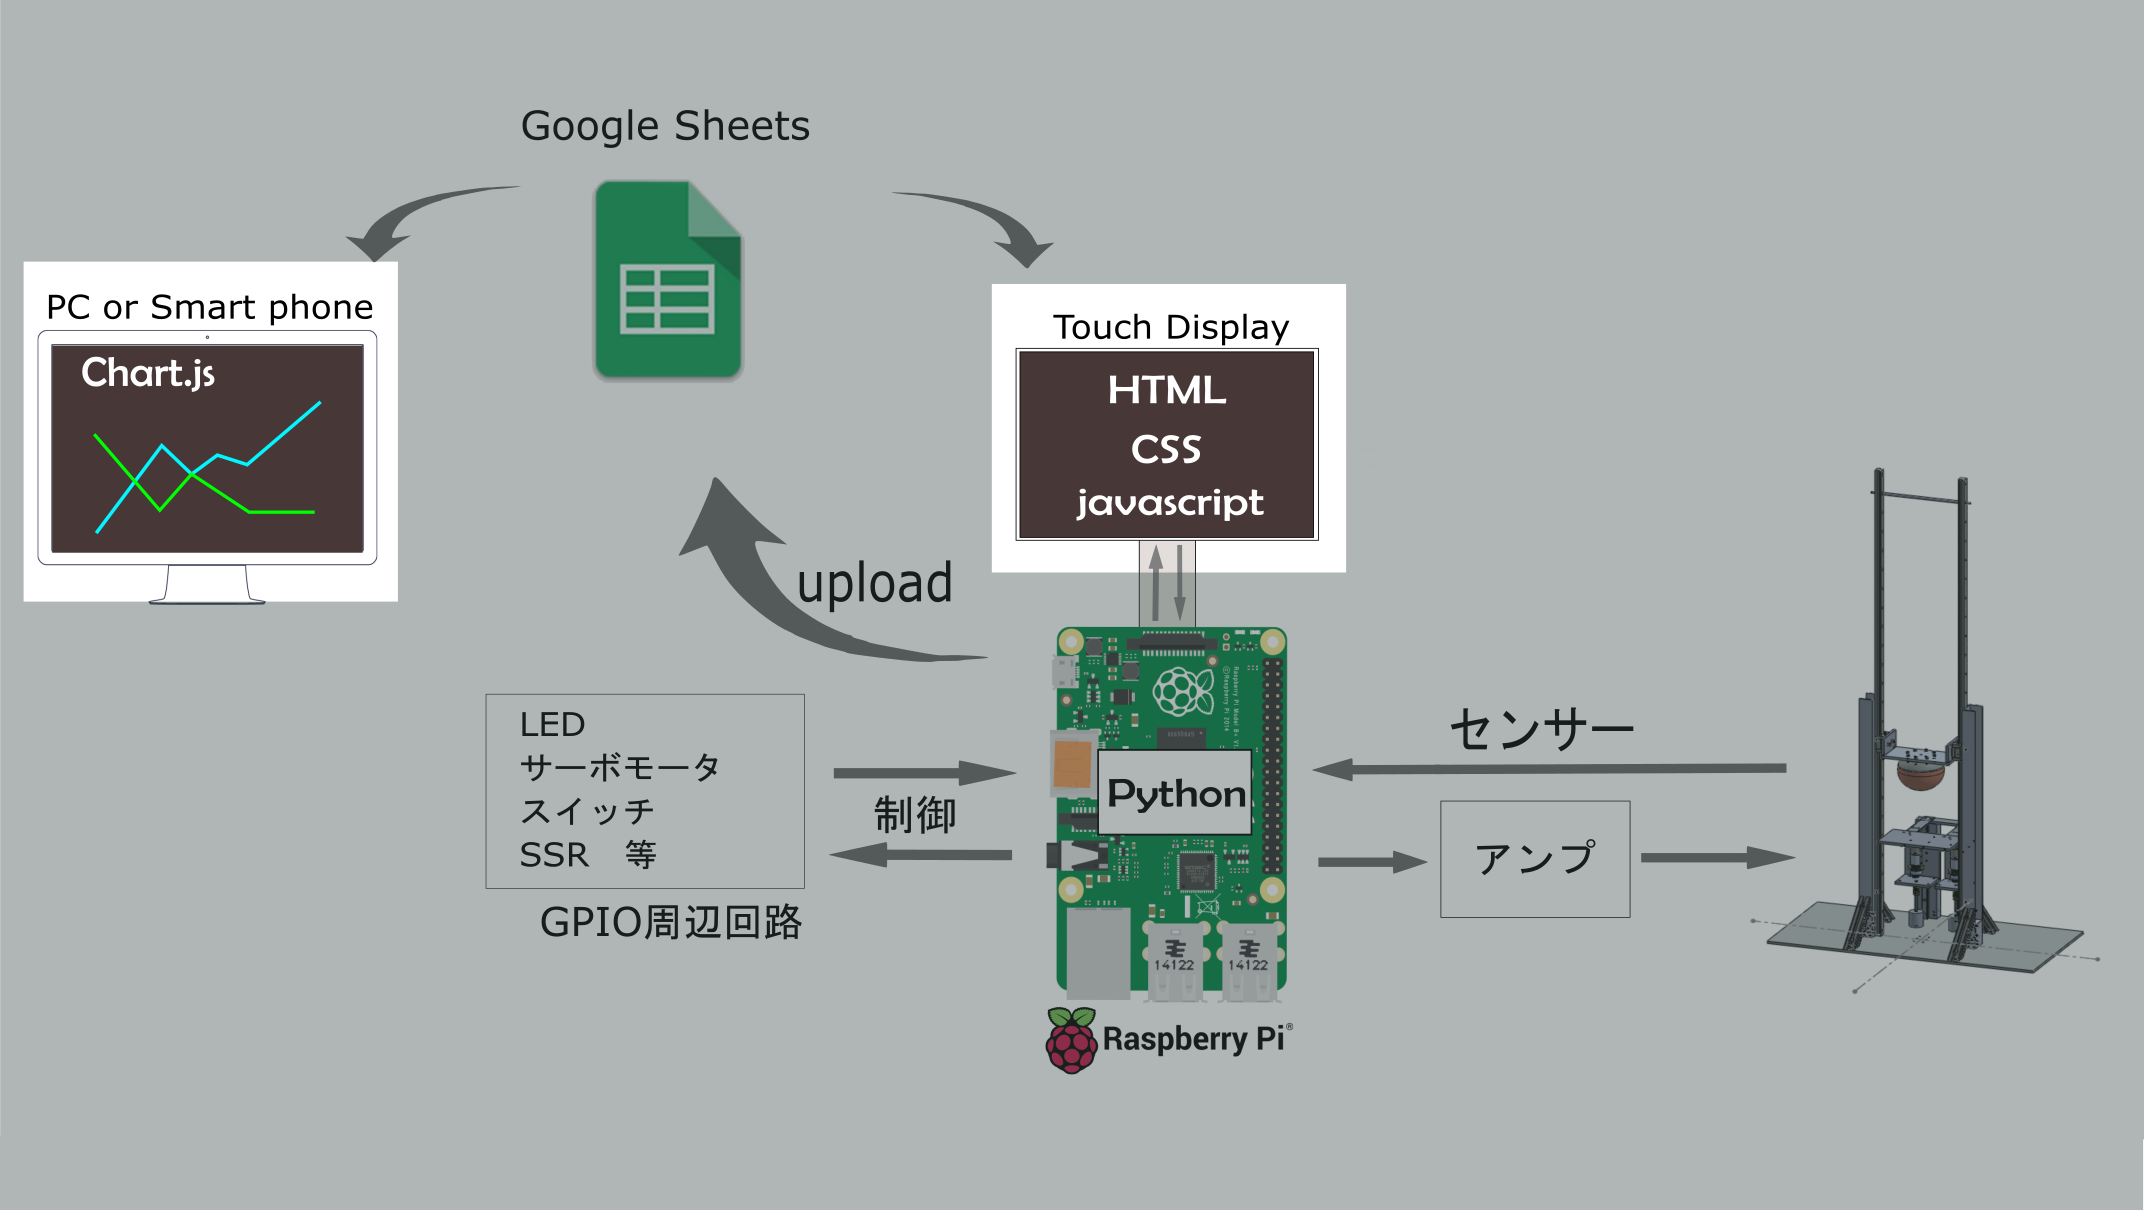 Google Sheets
PC or Smart phone
Chart.js
Touch Display
HTML
CSS
javascript
upload
LED
サーボモータ
スイッチ
SSR　等
GPIO周辺回路
制御
Python
センサー
アンプ
14122
14122
Raspberry Pi®